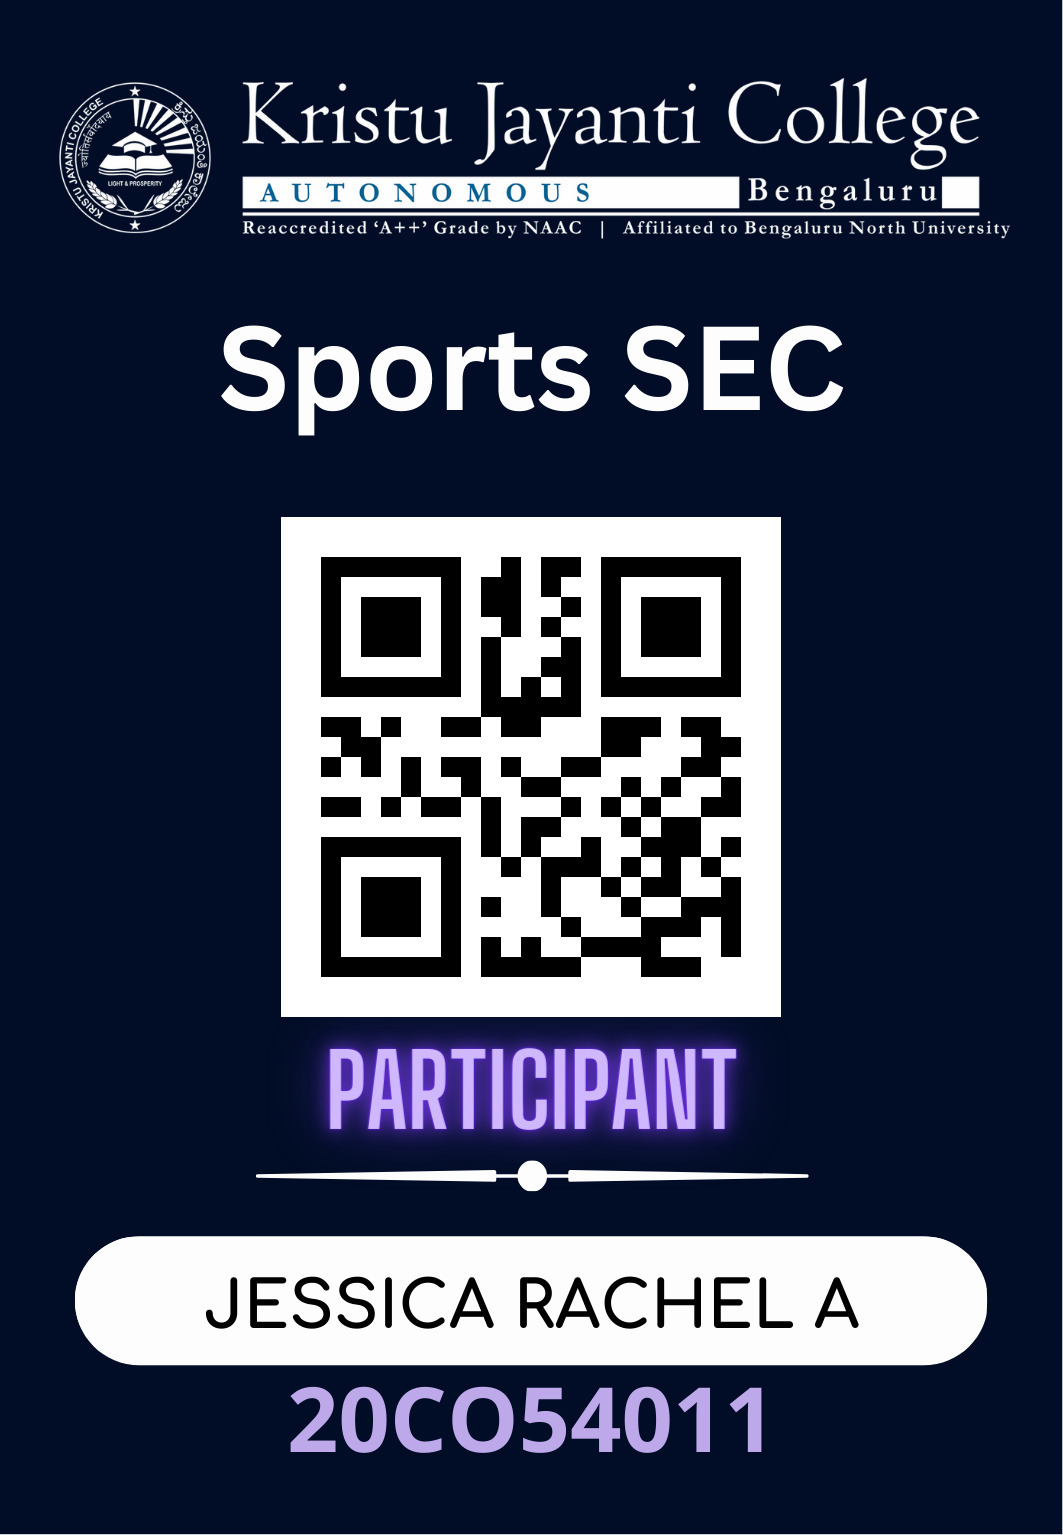 Kristu Jayanti College
AUTONOMOUS Bengaluru
Reaccredited ‘A++’ Grade by NAAC | Affiliated to Bengaluru North University
KRISTU JAYANTI COLLEGE
LIGHT & PROSPERITY
Sports SEC
PARTICIPANT
JESSICA RACHEL A
20CO54011